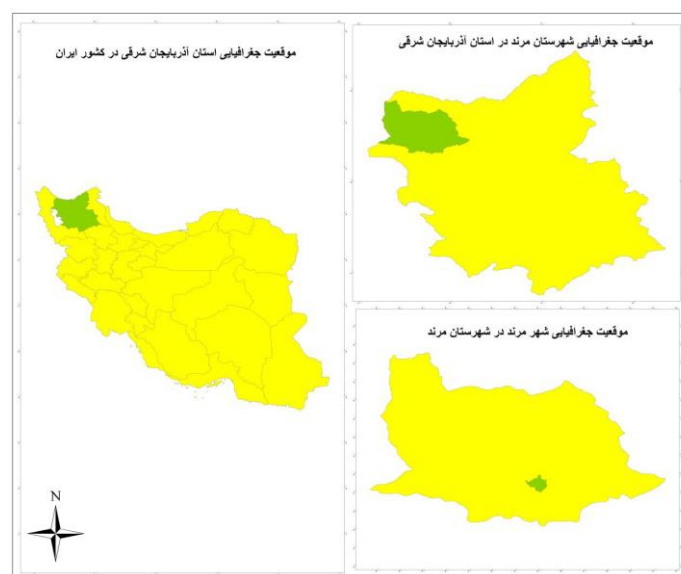 موقعیت جغرافیایی استان آذربایجان شرقی در کشور ایران
موقعیت جغرافیایی شهرستان مرند در استان آذربایجان شرقی
موقعیت جغرافیایی شهر مرند در شهرستان مرند
N